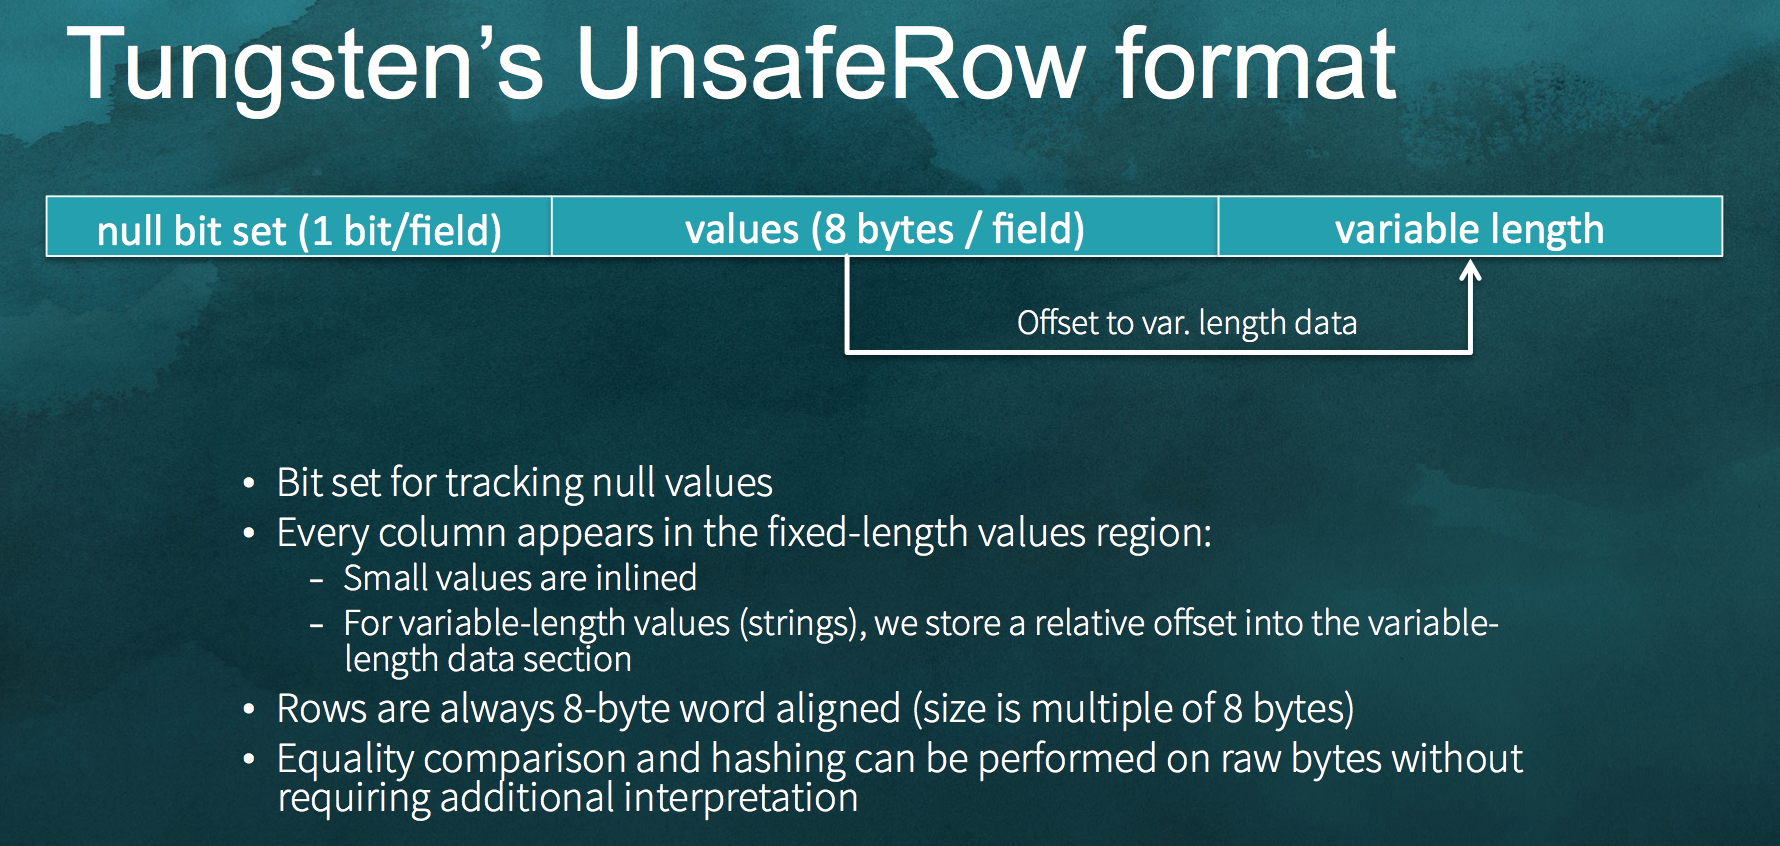 Tungsten’s UnsafeRow format
null bit set (1 bit/field)
values (8 bytes / field)
variable length
Offset to var. length data
• Bit set for tracking null values
• Every column appears in the fixed-length values region:
– Small values are inlined
– For variable-length values (strings), we store a relative offset into the variable-
length data section
• Rows are always 8-byte word aligned (size is multiple of 8 bytes)
• Equality comparison and hashing can be performed on raw bytes without
requiring additional interpretation